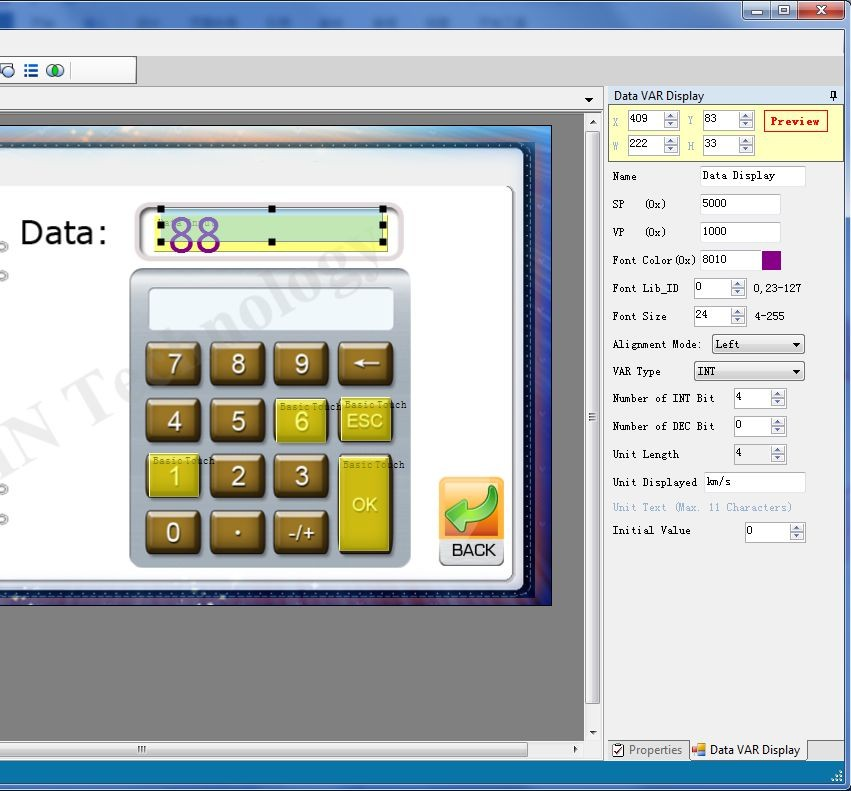 Data VAR Display
X 409 Y 83 Preview
W 222 H 33
Name Data Display
SP (0x) 5000
VP (0x) 1000
Font Color(0x) 8010
Font Lib_ID 0 0,23-127
Font Size 24 4-255
Alignment Mode: Left
VAR Type INT
Number of INT Bit 4
Number of DEC Bit 0
Unit Length 4
Unit Displayed km/s
Unit Text (Max. 11 Characters)
Initial Value 0
Properties Data VAR Display
Data: 88
7 8 9 ←
4 5 6 ESC
Basic Touch Basic Touch
1 2 3 OK
Basic Touch Basic Touch
0 . -/+
BACK
IN Technology